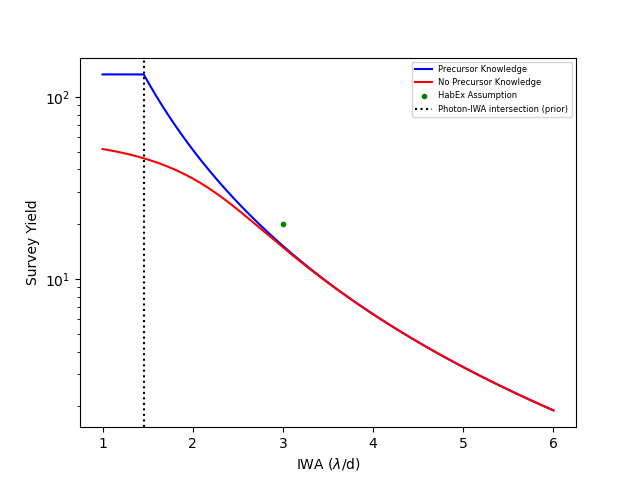 Precursor Knowledge
No Precursor Knowledge
HabEx Assumption
Photon-IWA intersection (prior)
10²
10¹
Survey Yield
1 2 3 4 5 6
IWA (λ/d)